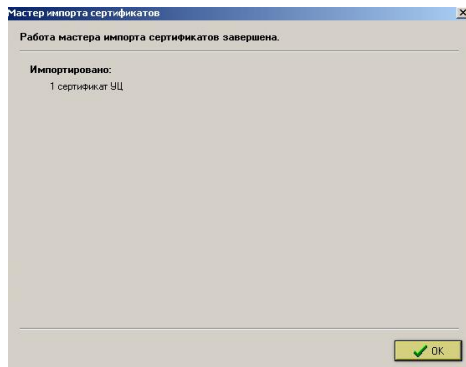 Мастер импорта сертификатов
Работа мастера импорта сертификатов завершена.
Импортировано:
1 сертификат УЦ
OK